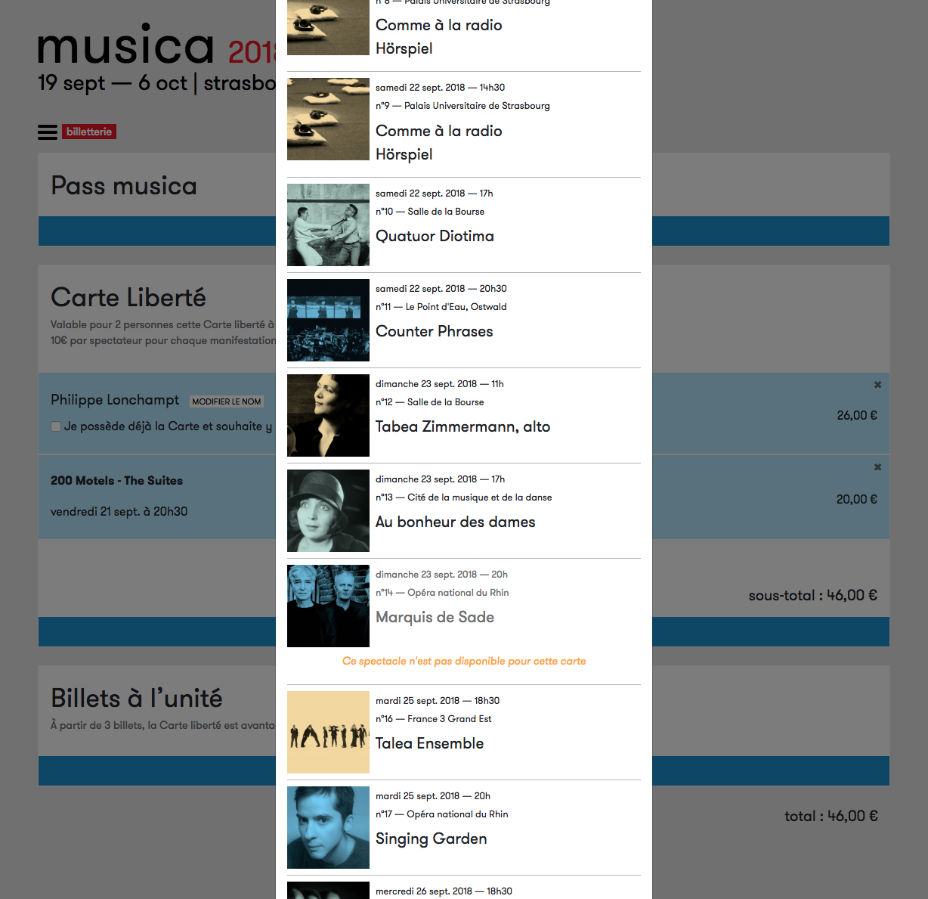 musica 2018
19 sept — 6 oct | strasbo
billetterie
Pass musica
Carte Liberté
Valable pour 2 personnes cette Carte liberté à
10€ par spectateur pour chaque manifestation
Philippe Lonchampt MODIFIER LE NOM
Je possède déjà la Carte et souhaite y
26,00 €
200 Motels - The Suites
vendredi 21 sept. à 20h30
20,00 €
sous-total : 46,00 €
Billets à l’unité
À partir de 3 billets, la Carte liberté est avanta
total : 46,00 €
n°8 — Palais Universitaire de Strasbourg
Comme à la radio
Hörspiel
samedi 22 sept. 2018 — 14h30
n°9 — Palais Universitaire de Strasbourg
Comme à la radio
Hörspiel
samedi 22 sept. 2018 — 17h
n°10 — Salle de la Bourse
Quatuor Diotima
samedi 22 sept. 2018 — 20h30
n°11 — Le Point d'Eau, Ostwald
Counter Phrases
dimanche 23 sept. 2018 — 11h
n°12 — Salle de la Bourse
Tabea Zimmermann, alto
dimanche 23 sept. 2018 — 17h
n°13 — Cité de la musique et de la danse
Au bonheur des dames
dimanche 23 sept. 2018 — 20h
n°14 — Opéra national du Rhin
Marquis de Sade
Ce spectacle n'est pas disponible pour cette carte
mardi 25 sept. 2018 — 18h30
n°16 — France 3 Grand Est
Talea Ensemble
mardi 25 sept. 2018 — 20h
n°17 — Opéra national du Rhin
Singing Garden
mercredi 26 sept. 2018 — 18h30